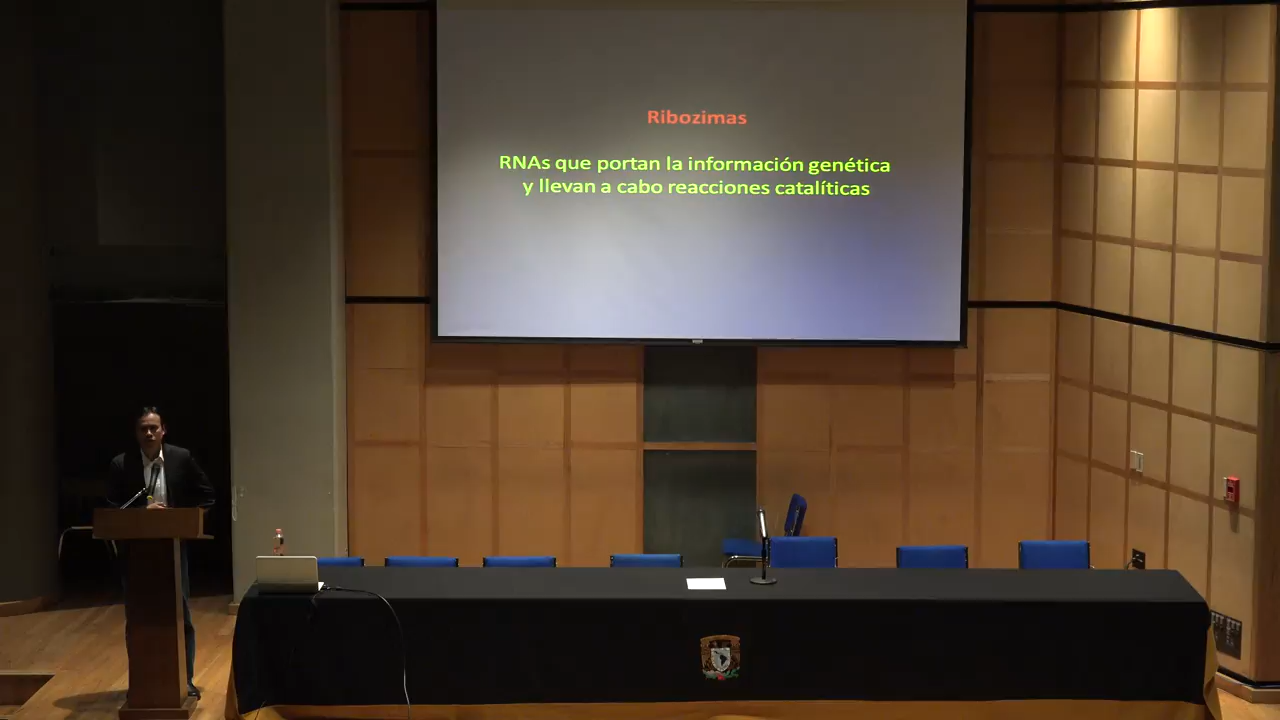 Ribozimas
RNAs que portan la información genética
y llevan a cabo reacciones catalíticas